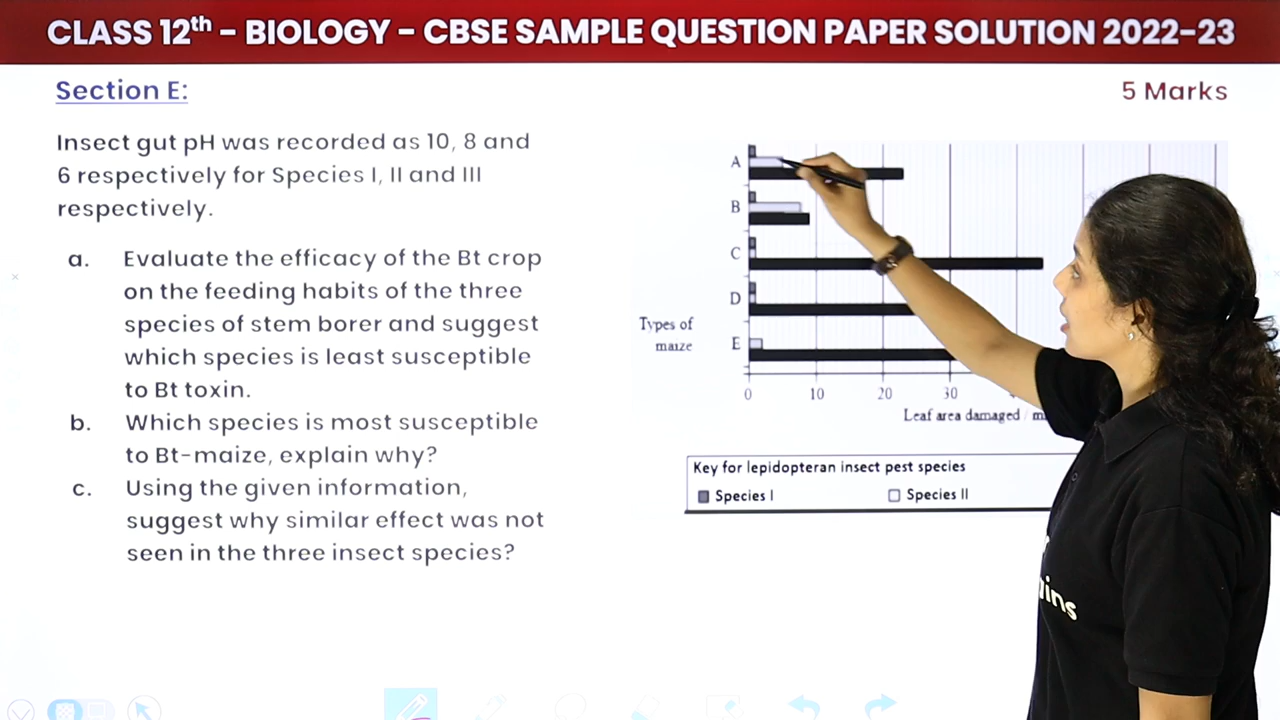 CLASS 12th – BIOLOGY – CBSE SAMPLE QUESTION PAPER SOLUTION 2022–23
Section E:
5 Marks
Insect gut pH was recorded as 10, 8 and
6 respectively for Species I, II and III
respectively.
a. Evaluate the efficacy of the Bt crop
on the feeding habits of the three
species of stem borer and suggest
which species is least susceptible
to Bt toxin.
b. Which species is most susceptible
to Bt-maize, explain why?
c. Using the given information,
suggest why similar effect was not
seen in the three insect species?
A
B
C
D
Types of
maize
E
0 10 20 30
Leaf area damaged /
Key for lepidopteran insect pest species
Species I Species II